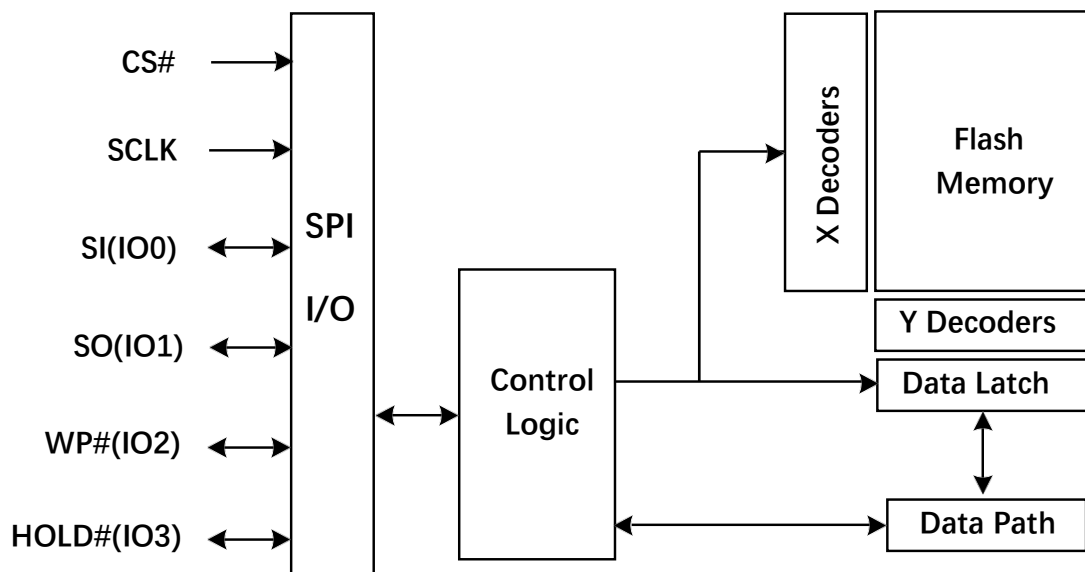 CS#
SCLK
SI(IO0)
SO(IO1)
WP#(IO2)
HOLD#(IO3)
SPI
I/O
Control
Logic
X Decoders
Flash
Memory
Y Decoders
Data Latch
Data Path